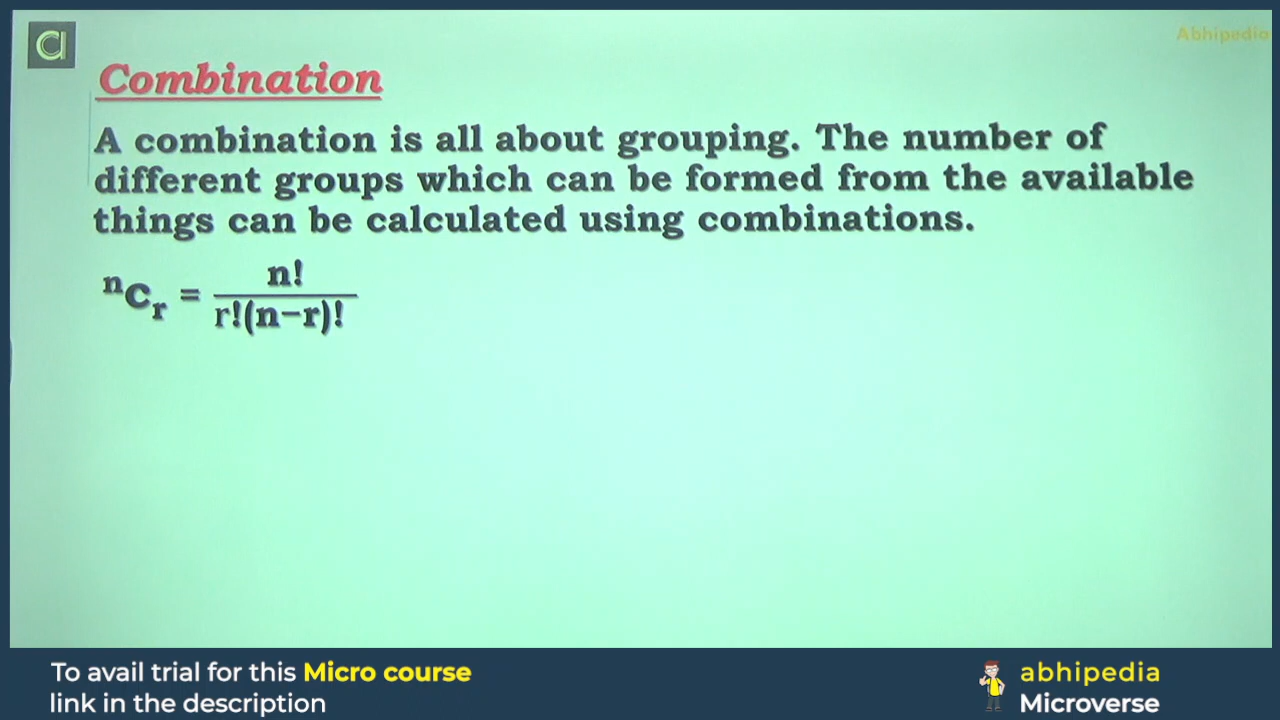 Abhipedia
Combination
A combination is all about grouping. The number of
different groups which can be formed from the available
things can be calculated using combinations.
ⁿcᵣ = n!
r!(n−r)!
To avail trial for this Micro course
link in the description
abhipedia
Microverse